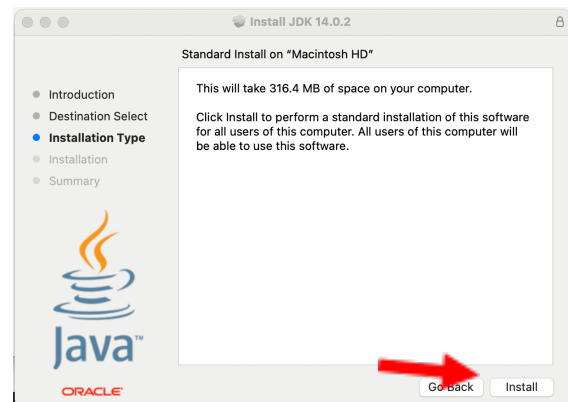 Install JDK 14.0.2
Standard Install on “Macintosh HD”
Introduction
Destination Select
Installation Type
Installation
Summary
This will take 316.4 MB of space on your computer.
Click Install to perform a standard installation of this software
for all users of this computer. All users of this computer will
be able to use this software.
Java™
ORACLE®
Go Back
Install